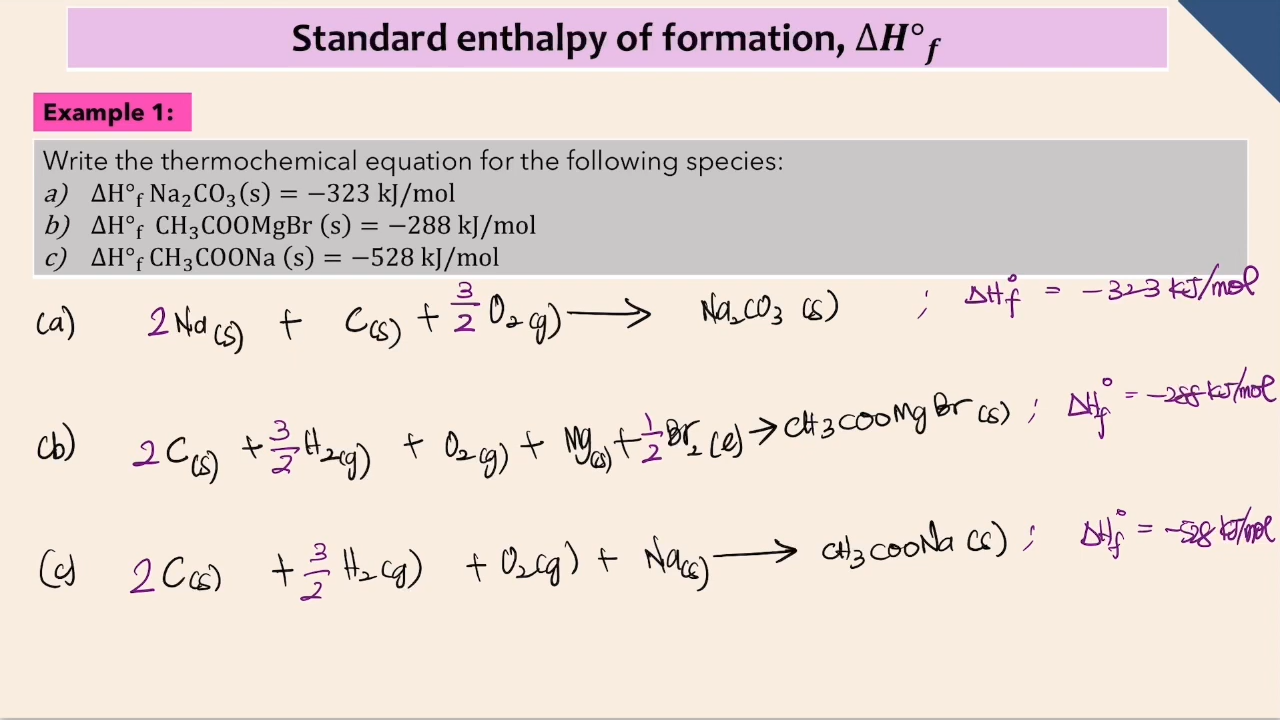 Standard enthalpy of formation, ΔH°f
Example 1:
Write the thermochemical equation for the following species:
a) ΔH°f Na₂CO₃(s) = −323 kJ/mol
b) ΔH°f CH₃COOMgBr (s) = −288 kJ/mol
c) ΔH°f CH₃COONa (s) = −528 kJ/mol
(a) 2Na(s) + C(s) + 3/2 O₂(g) ⟶ Na₂CO₃ (s) ; ΔH°f = −323 kJ/mol
(b) 2C(s) + 3/2 H₂(g) + O₂(g) + Mg(s) + 1/2 Br₂(l) → CH₃COOMgBr (s) ; ΔH°f = −288 kJ/mol
(c) 2C(s) + 3/2 H₂(g) + O₂(g) + Na(s) ⟶ CH₃COONa (s) ; ΔH°f = −528 kJ/mol